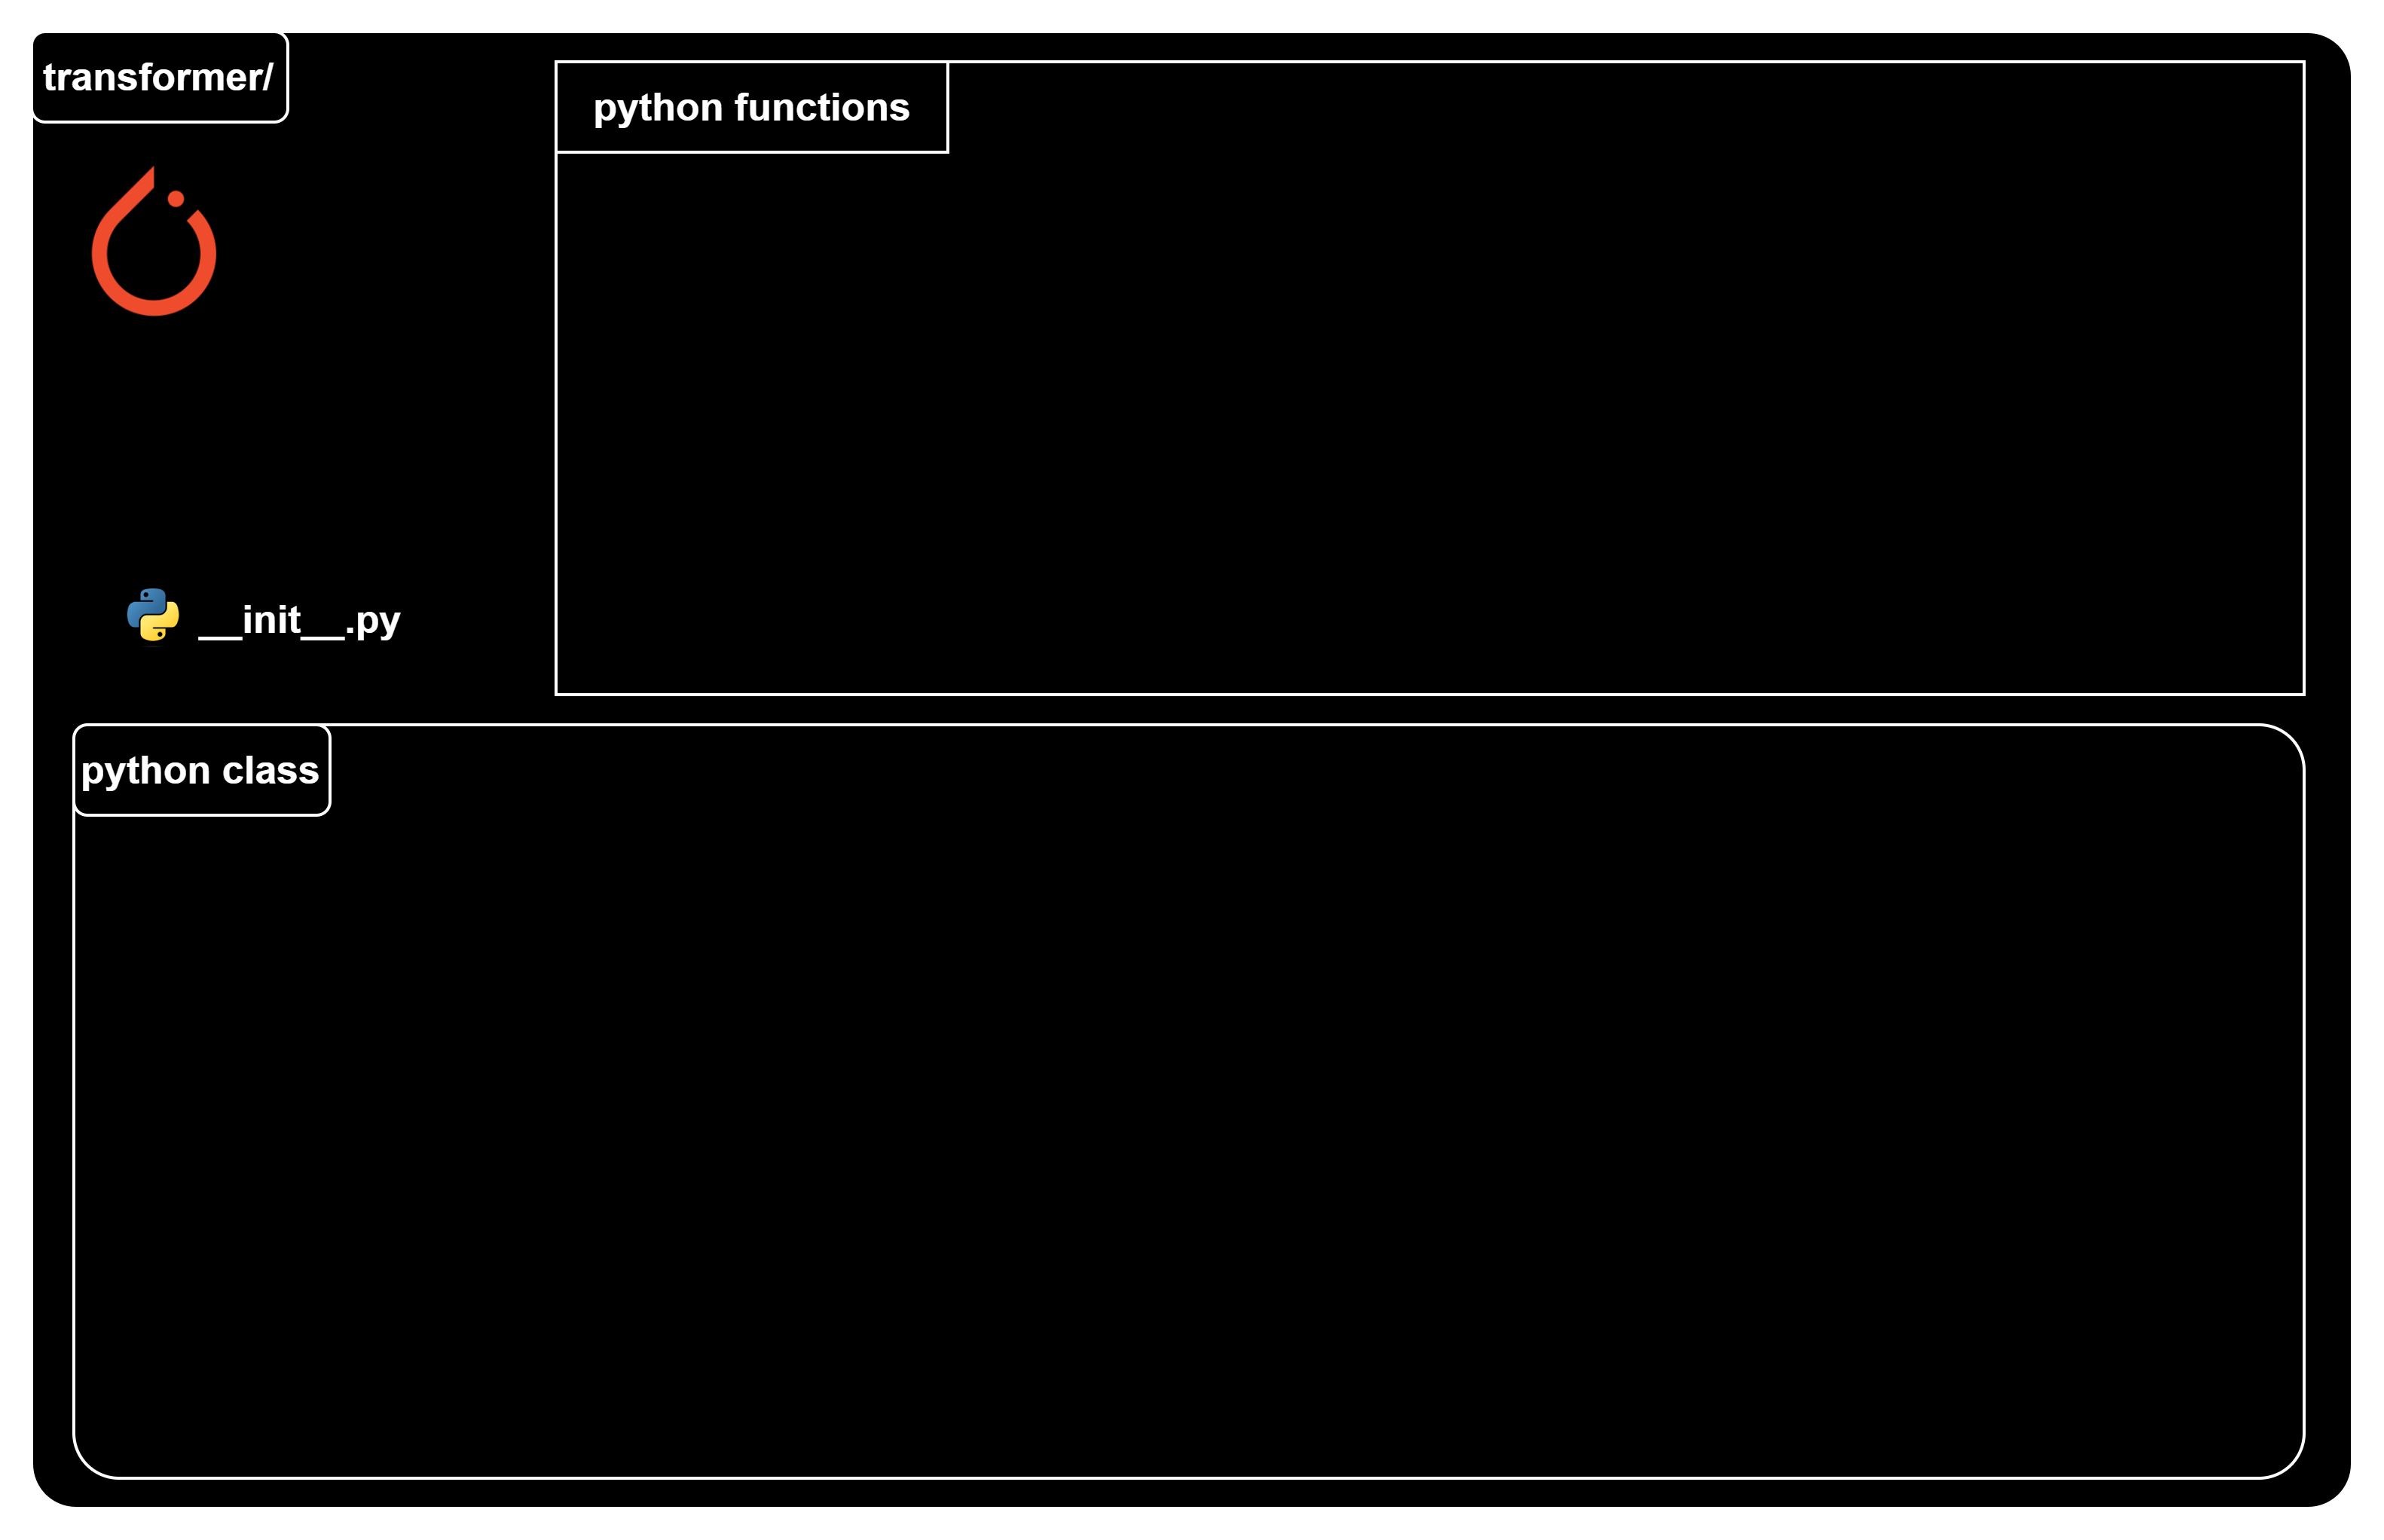 transformer/
python functions
__init__.py
python class